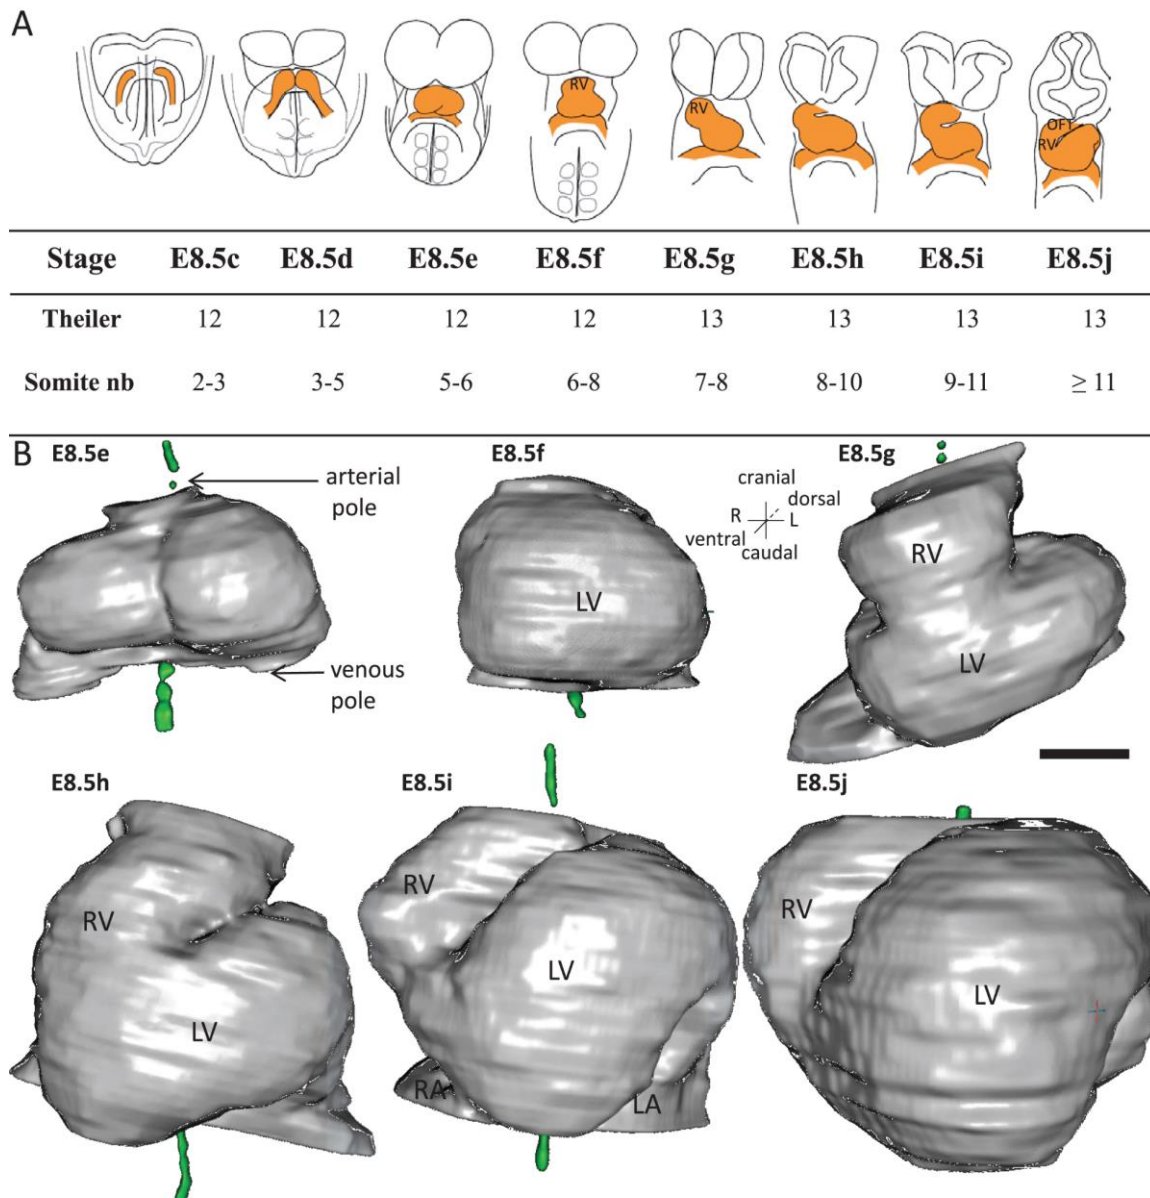 A
RV
RV
OFT
RV
Stage E8.5c E8.5d E8.5e E8.5f E8.5g E8.5h E8.5i E8.5j
Theiler 12 12 12 12 13 13 13 13
Somite nb 2-3 3-5 5-6 6-8 7-8 8-10 9-11 ≥ 11
B
E8.5e
arterial
pole
venous
pole
E8.5f
LV
cranial
dorsal
R L
ventral
caudal
E8.5g
RV
LV
E8.5h
RV
LV
E8.5i
RV
LV
RA
LA
E8.5j
RV
LV